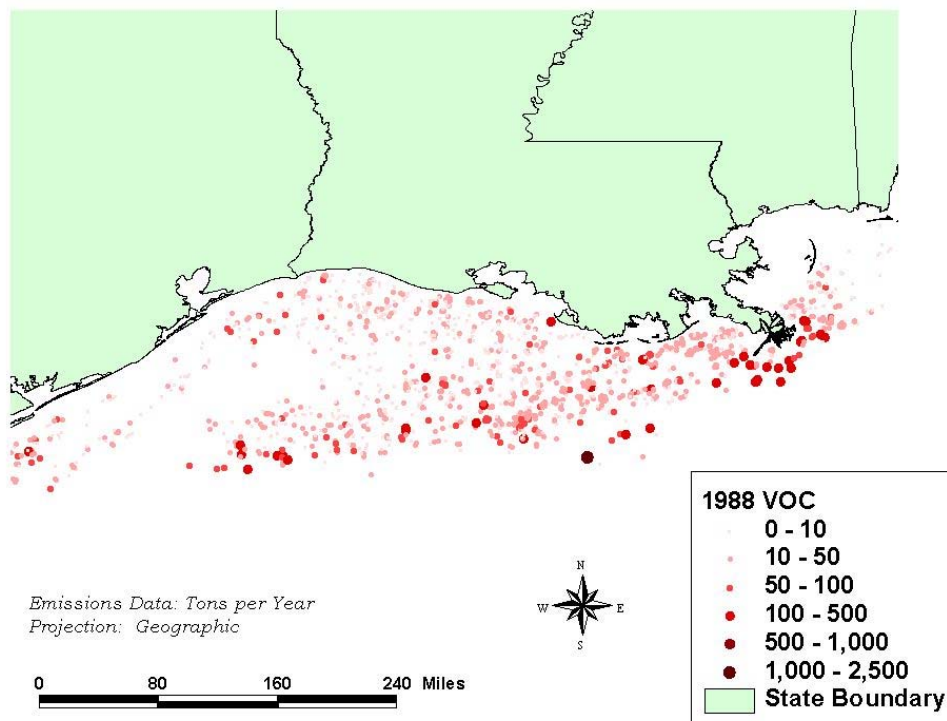 1988 VOC
0 - 10
10 - 50
50 - 100
100 - 500
500 - 1,000
1,000 - 2,500
State Boundary
N
W E
S
Emissions Data: Tons per Year
Projection: Geographic
0 80 160 240 Miles